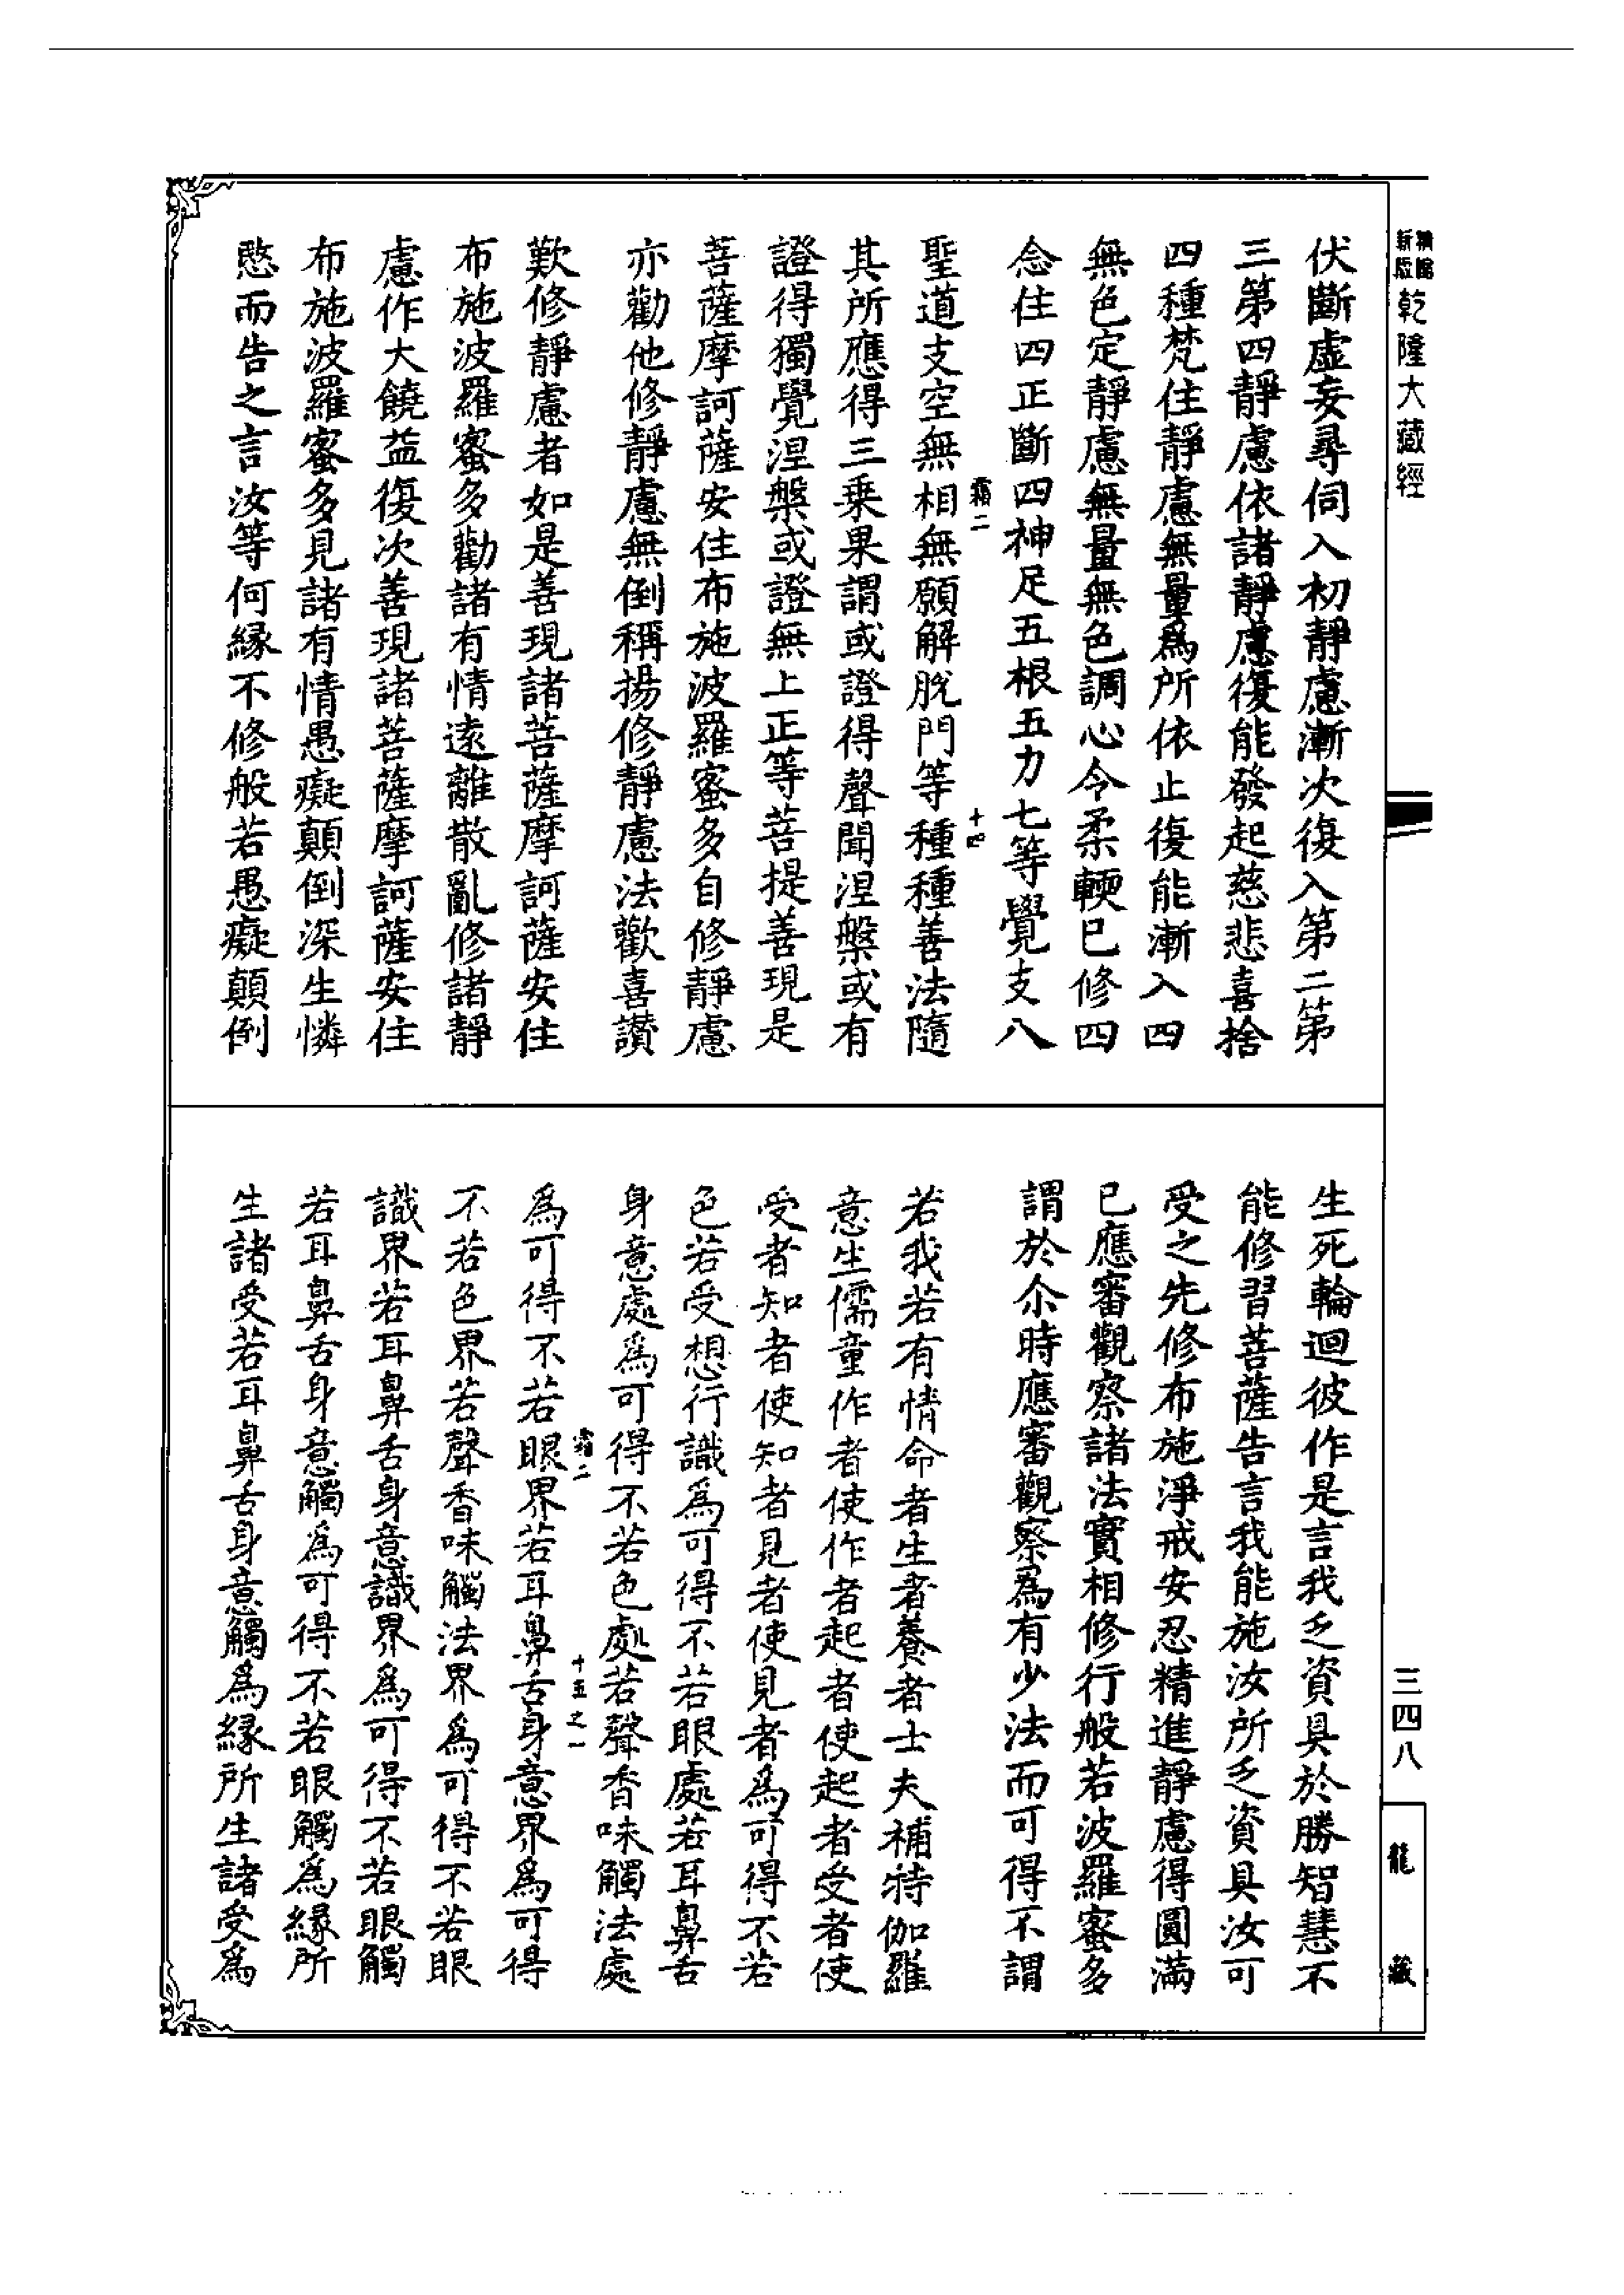 乾隆大藏經
伏斷虛妄尋伺入初靜慮漸次復入第二第
三第四靜慮依諸靜慮復能發起慈悲喜捨
四種梵住靜慮無量爲所依止復能漸入四
無色定靜慮無量無色調心令柔輭已修四
念住四正斷四神足五根五力七等覺支八
霜二
十四
聖道支空無相無願解脫門等種種善法隨
其所應得三乗果謂或證得聲聞涅槃或有
證得獨覺涅槃或證無上正等菩提善現是
菩薩摩訶薩安住布施波羅蜜多自修靜慮
亦勸他修靜慮無倒稱揚修靜慮法歡喜讃
歎修靜慮者如是善現諸菩薩摩訶薩安住
布施波羅蜜多勸諸有情遠離散亂修諸靜
慮作大饒益復次善現諸菩薩摩訶薩安住
布施波羅蜜多見諸有情愚癡顛倒深生憐
愍而告之言汝等何縁不修般若愚癡顛倒
三四八
龍藏
生死輪迴彼作是言我乏資具於勝智慧不
能修習菩薩告言我能施汝所乏資具汝可
受之先修布施淨戒安忍精進靜慮得圓滿
已應審觀察諸法實相修行般若波羅蜜多
謂於尒時應審觀察爲有少法而可得不謂
若我若有情命者生者養者士夫補特伽羅
意生儒童作者使作者起者使起者受者使
受者知者使知者見者使見者爲可得不若
色若受想行識爲可得不若眼處若耳鼻舌
身意處爲可得不若色處若聲香味觸法處
霜二
十五之一
爲可得不若眼界若耳鼻舌身意界爲可得
不若色界若聲香味觸法界爲可得不若眼
識界若耳鼻舌身意識界爲可得不若眼觸
若耳鼻舌身意觸爲可得不若眼觸爲縁所
生諸受若耳鼻舌身意觸爲縁所生諸受爲